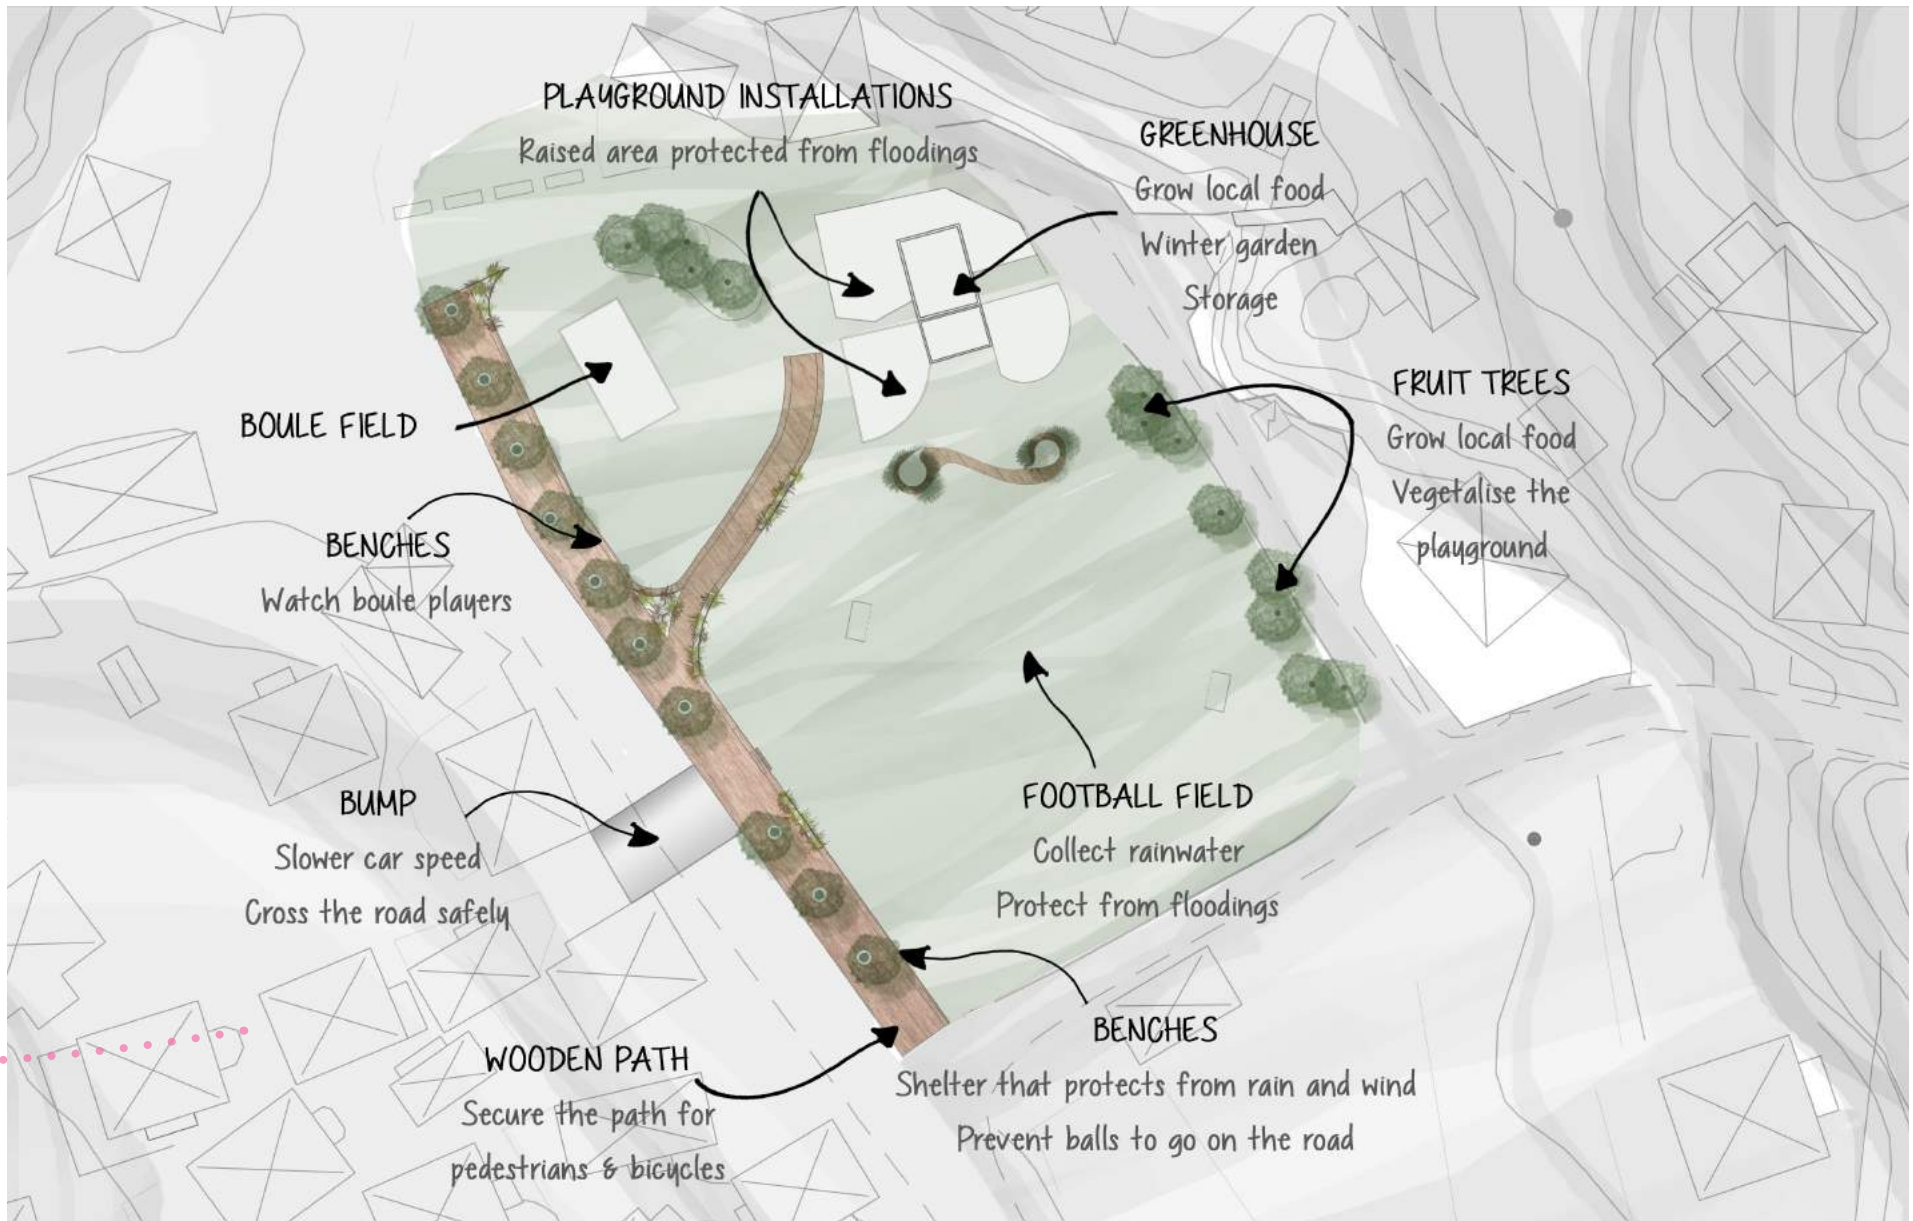 PLAYGROUND INSTALLATIONS
Raised area protected from floodings
GREENHOUSE
Grow local food
Winter garden
Storage
FRUIT TREES
Grow local food
Vegetalise the
playground
BOULE FIELD
BENCHES
Watch boule players
BUMP
Slower car speed
Cross the road safely
FOOTBALL FIELD
Collect rainwater
Protect from floodings
BENCHES
Shelter that protects from rain and wind
Prevent balls to go on the road
WOODEN PATH
Secure the path for
pedestrians & bicycles